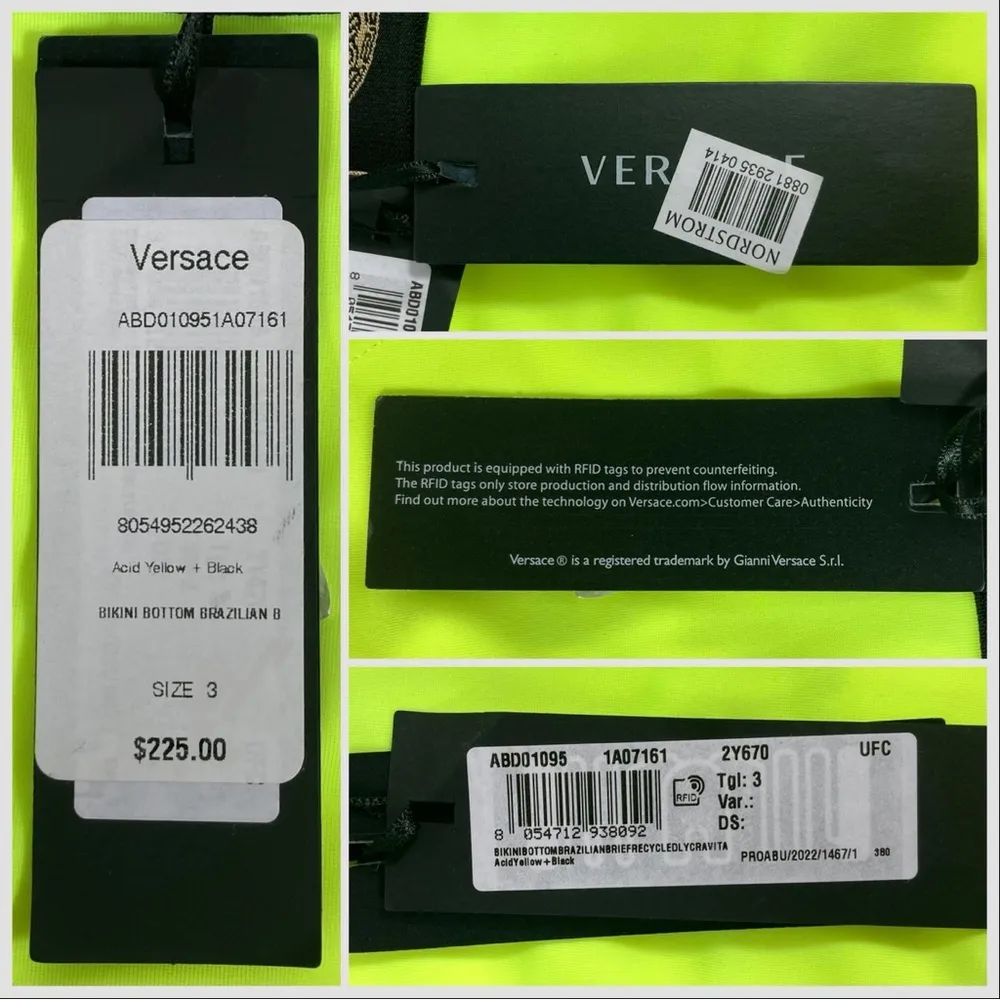 Versace
ABD010951A07161
8054952262438
Acid Yellow + Black
BIKINI BOTTOM BRAZILIAN B
SIZE 3
$225.00
VER E
0881 2935 0414
NORDSTROM
8
ABD010
This product is equipped with RFID tags to prevent counterfeiting.
The RFID tags only store production and distribution flow information.
Find out more about the technology on Versace.com>Customer Care>Authenticity
Versace® is a registered trademark by Gianni Versace S.r.l.
ABD01095 1A07161 2Y670 UFC
RFID
Tgl: 3
Var.:
DS:
8 054712 938092
BIKINIBOTTOMBRAZILIANBRIEFRECYCLEDLYCRAVITA
AcidYellow+Black
PROABU/2022/1467/1 380